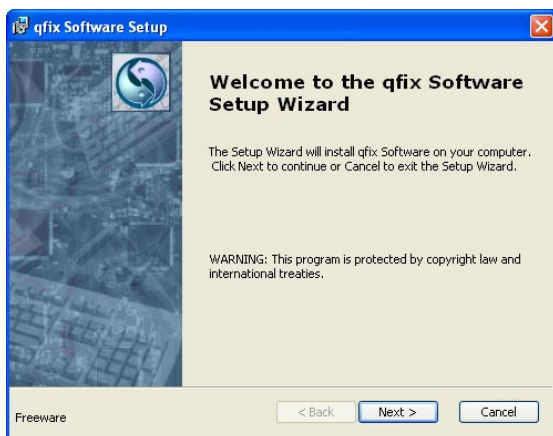 qfix Software Setup
Welcome to the qfix Software
Setup Wizard
The Setup Wizard will install qfix Software on your computer.
Click Next to continue or Cancel to exit the Setup Wizard.
WARNING: This program is protected by copyright law and
international treaties.
Freeware
< Back
Next >
Cancel